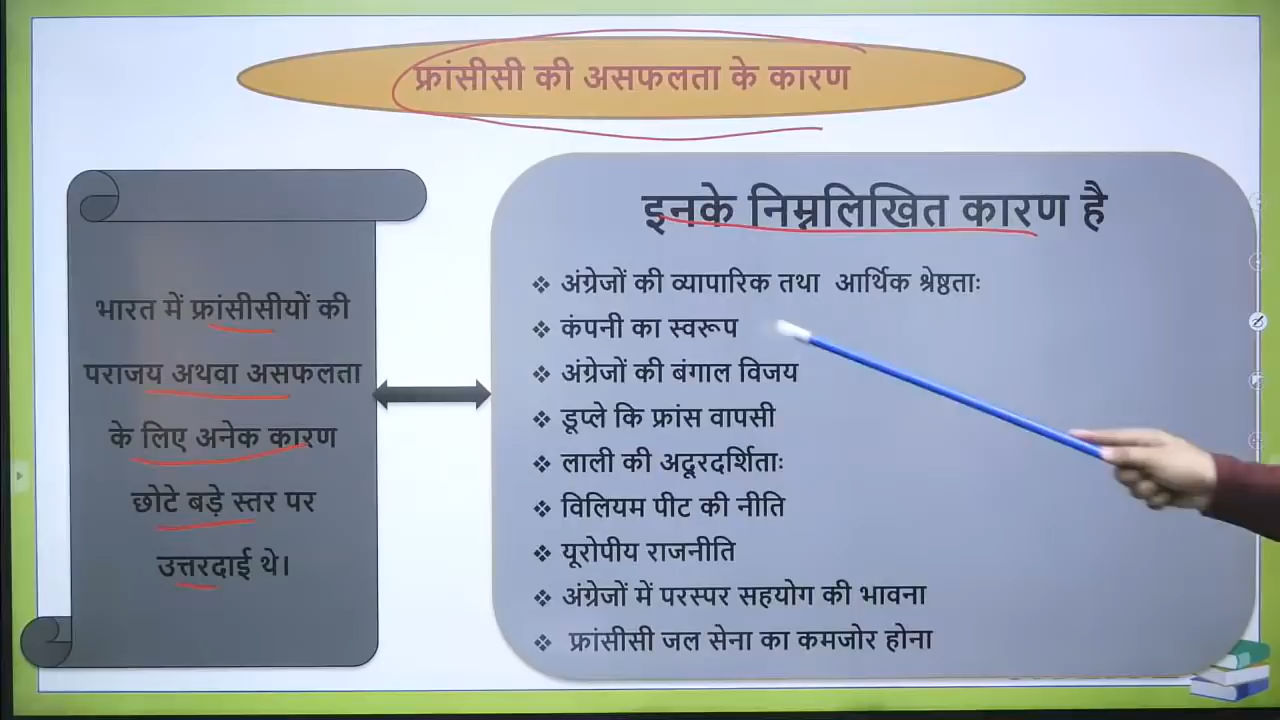 फ्रांसीसी की असफलता के कारण
भारत में फ्रांसीसीयों की
पराजय अथवा असफलता
के लिए अनेक कारण
छोटे बड़े स्तर पर
उत्तरदाई थे।
इनके निम्नलिखित कारण है
❖ अंग्रेजों की व्यापारिक तथा आर्थिक श्रेष्ठताः
❖ कंपनी का स्वरूप
❖ अंग्रेजों की बंगाल विजय
❖ डूप्ले कि फ्रांस वापसी
❖ लाली की अदूरदर्शिताः
❖ विलियम पीट की नीति
❖ यूरोपीय राजनीति
❖ अंग्रेजों में परस्पर सहयोग की भावना
❖ फ्रांसीसी जल सेना का कमजोर होना